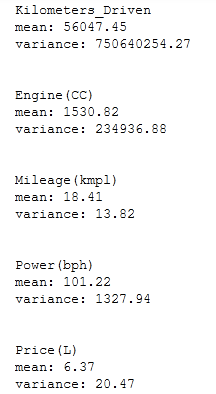 Kilometers_Driven
mean: 56047.45
variance: 750640254.27
Engine(CC)
mean: 1530.82
variance: 234936.88
Mileage(kmpl)
mean: 18.41
variance: 13.82
Power(bph)
mean: 101.22
variance: 1327.94
Price(L)
mean: 6.37
variance: 20.47